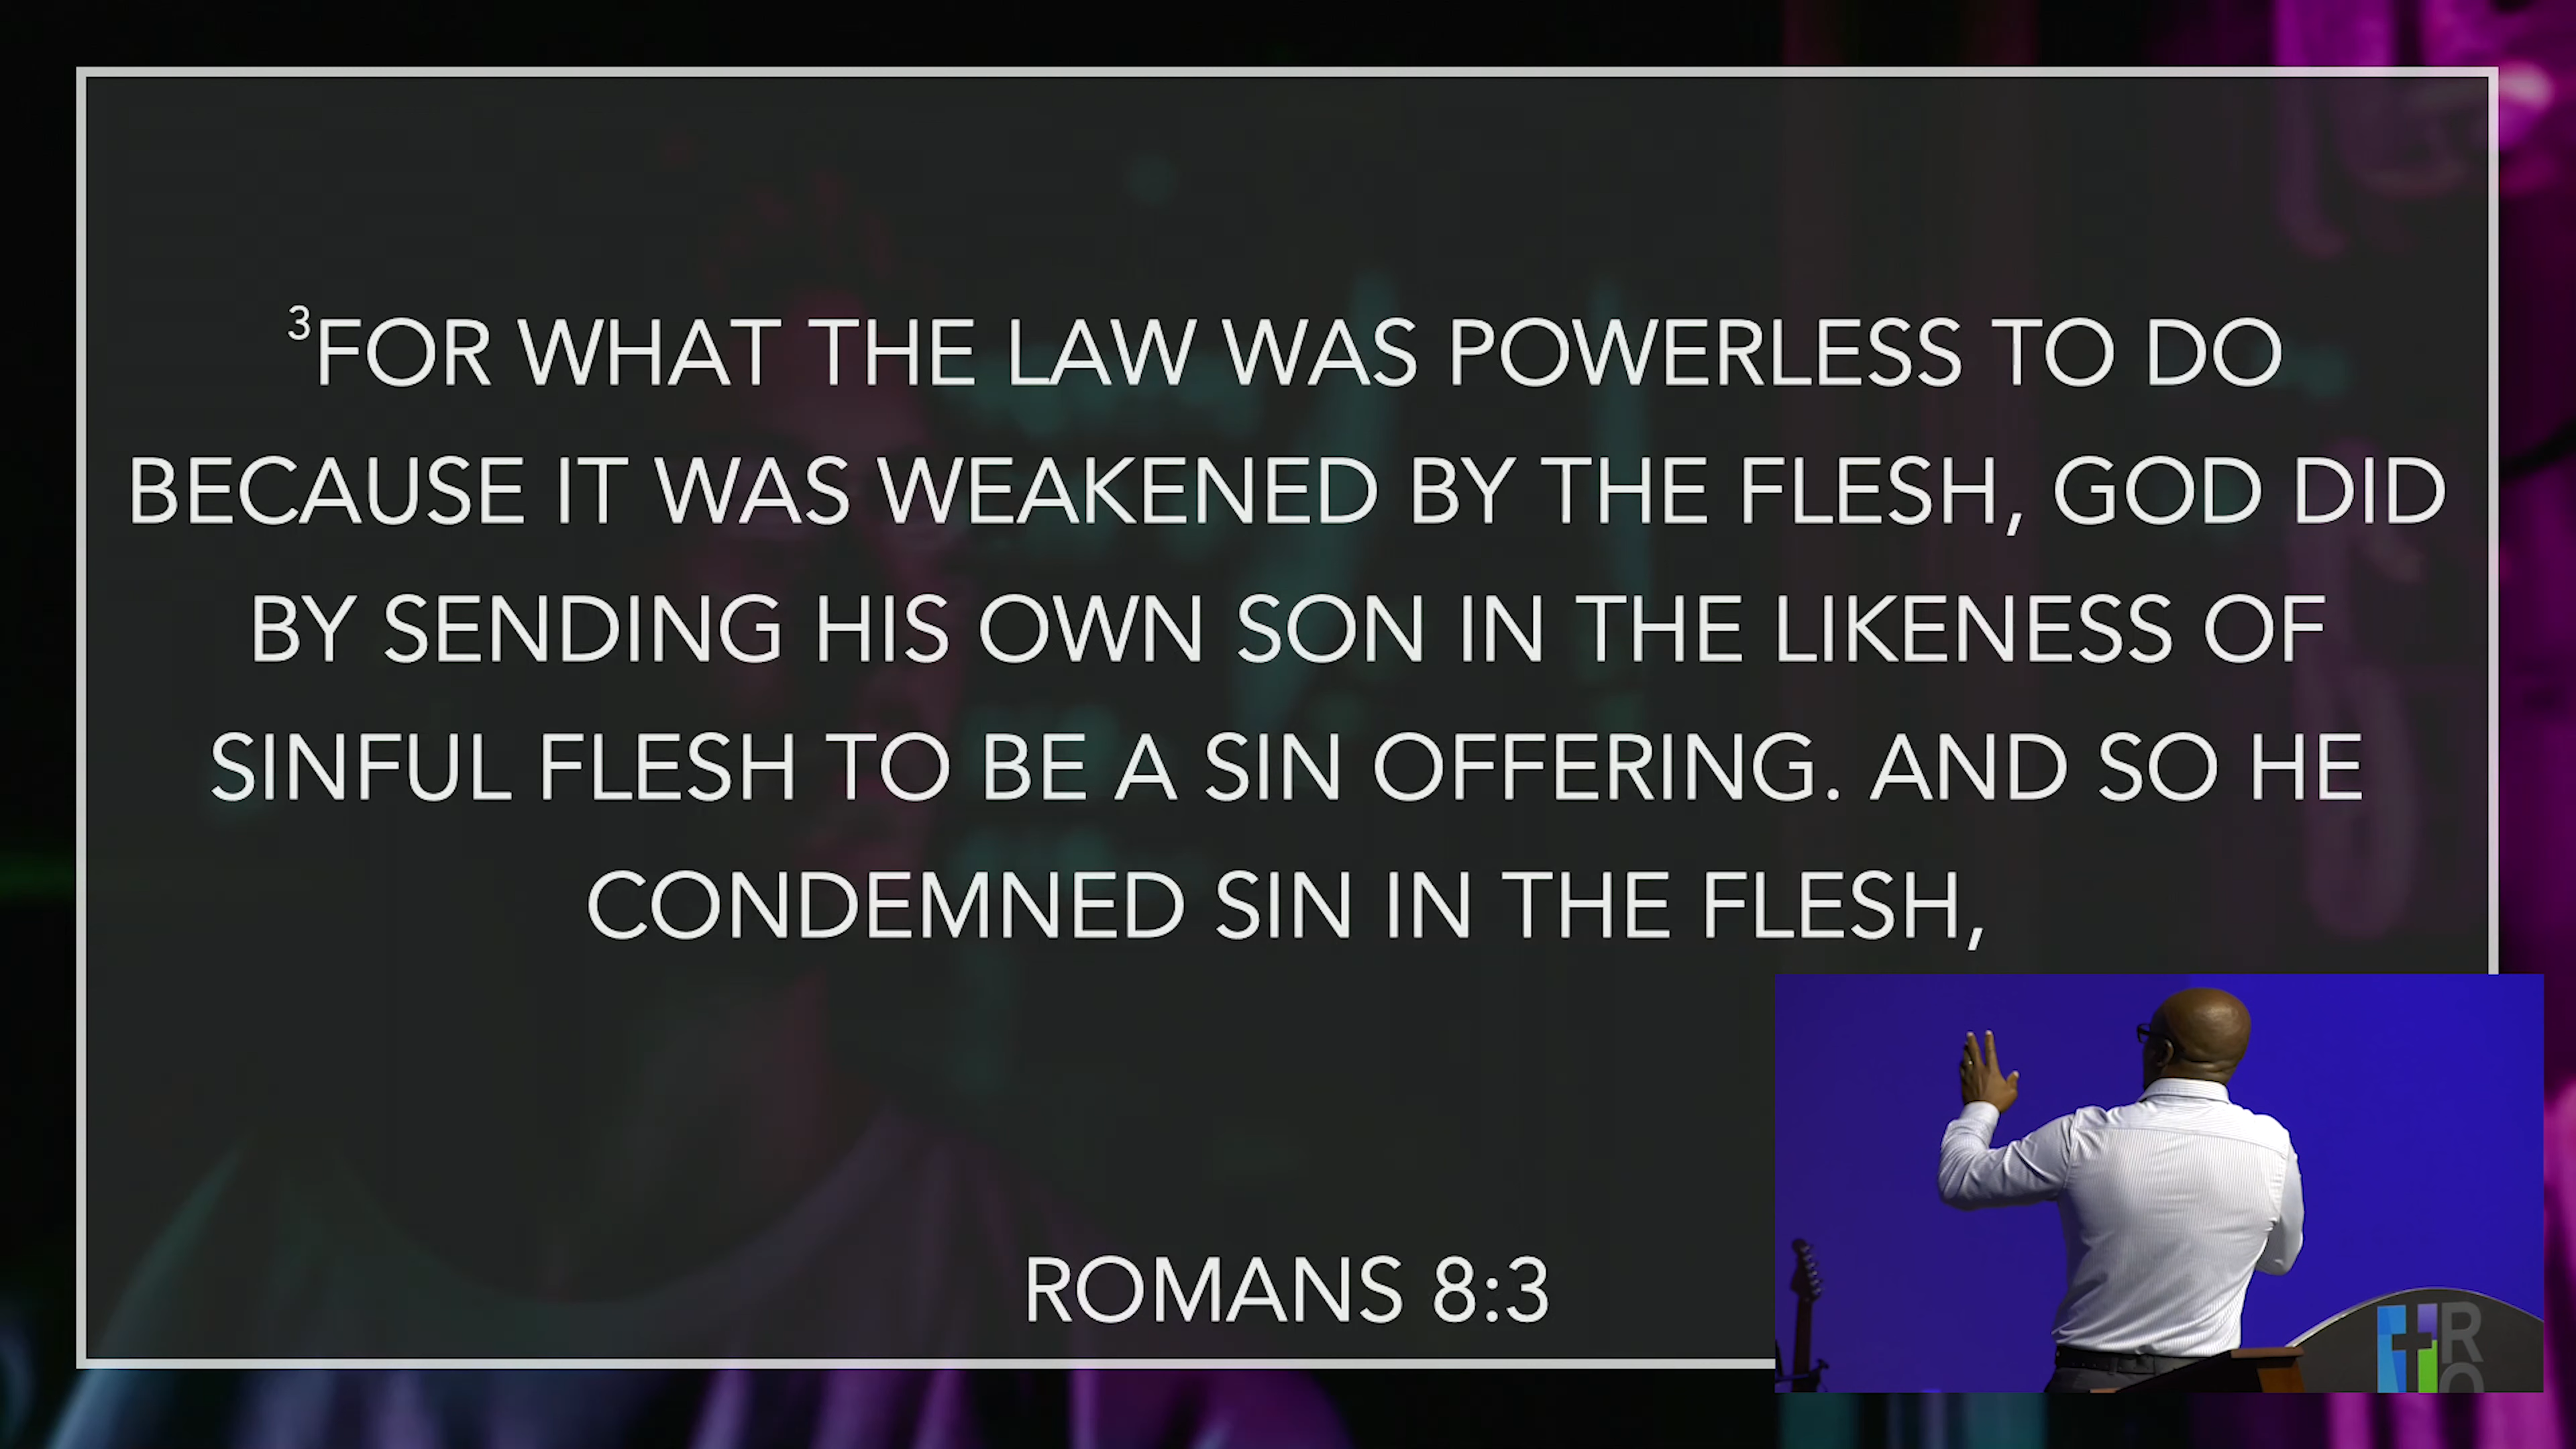 ³FOR WHAT THE LAW WAS POWERLESS TO DO
BECAUSE IT WAS WEAKENED BY THE FLESH, GOD DID
BY SENDING HIS OWN SON IN THE LIKENESS OF
SINFUL FLESH TO BE A SIN OFFERING. AND SO HE
CONDEMNED SIN IN THE FLESH,
ROMANS 8:3
R